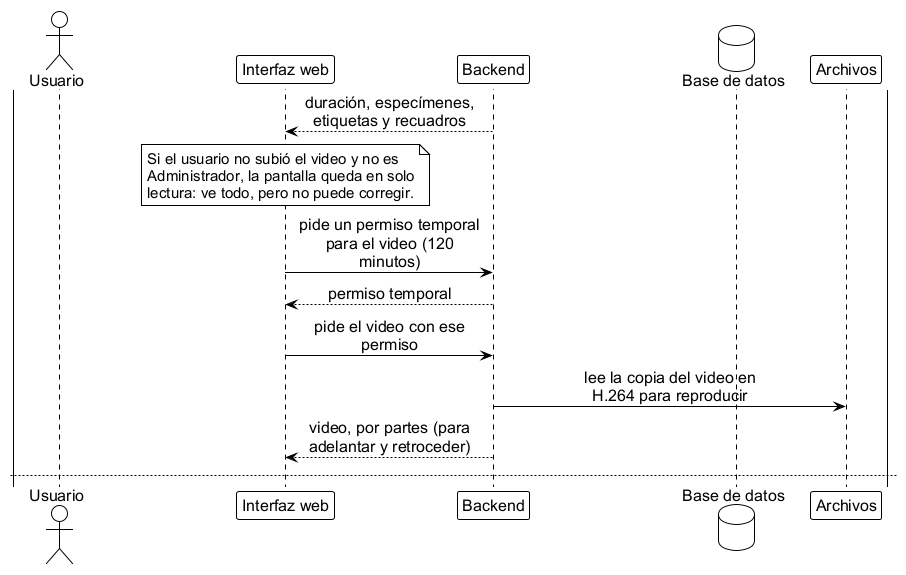 Usuario
Interfaz web
Backend
Base de datos
Archivos
duración, especímenes,
etiquetas y recuadros
Si el usuario no subió el video y no es
Administrador, la pantalla queda en solo
lectura: ve todo, pero no puede corregir.
pide un permiso temporal
para el video (120
minutos)
permiso temporal
pide el video con ese
permiso
lee la copia del video en
H.264 para reproducir
video, por partes (para
adelantar y retroceder)
Usuario
Interfaz web
Backend
Base de datos
Archivos